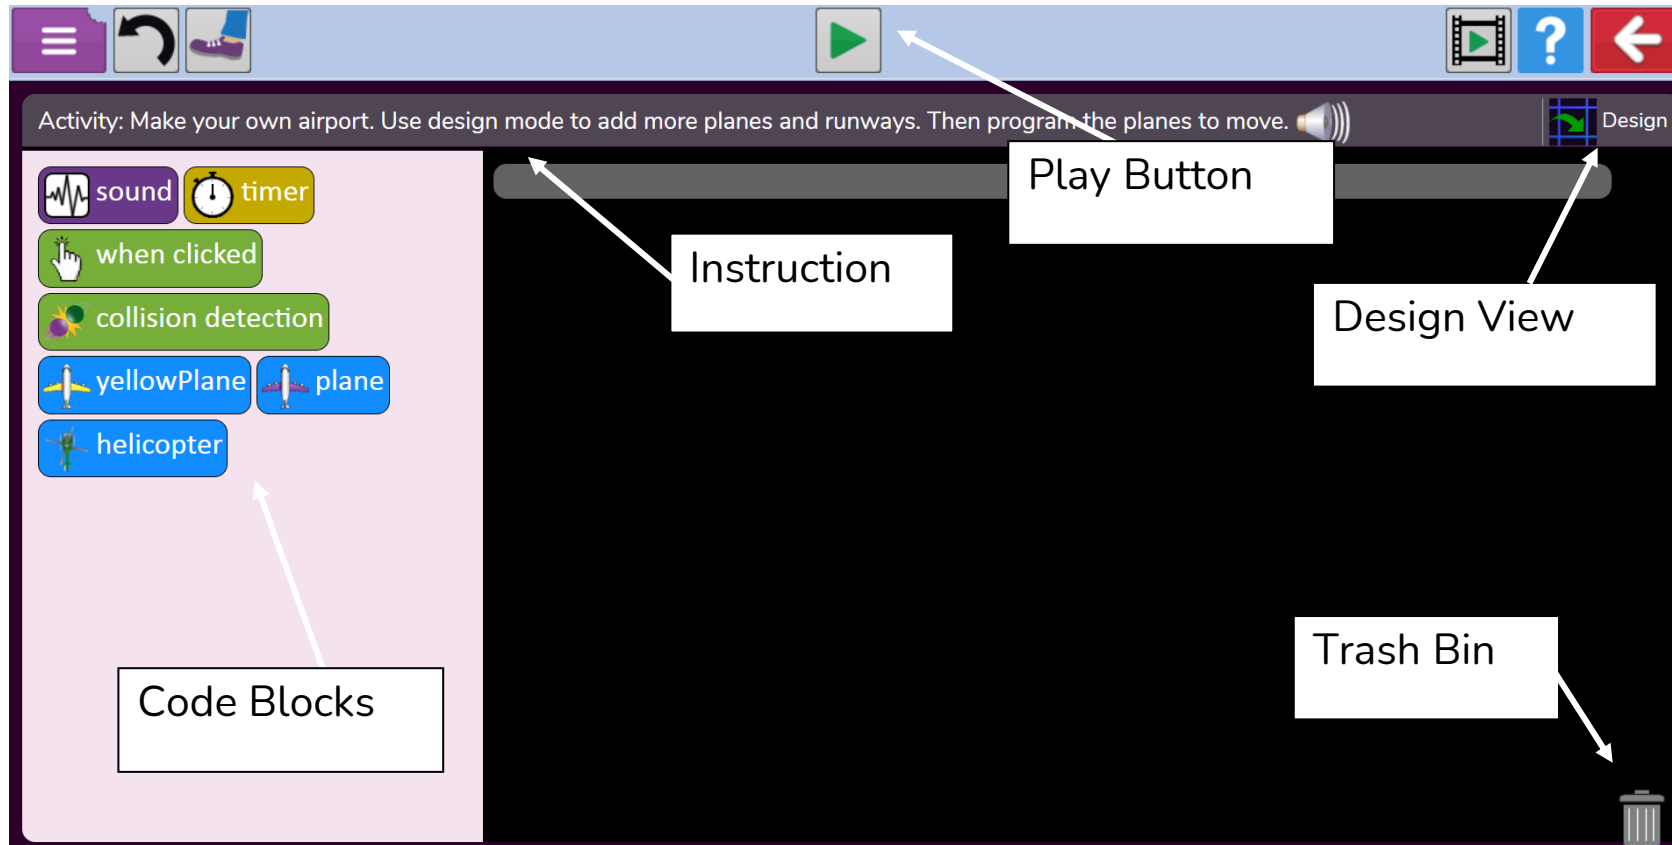 Activity: Make your own airport. Use design mode to add more planes and runways. Then program the planes to move.
Design
sound
timer
when clicked
collision detection
yellowPlane
plane
helicopter
Play Button
Instruction
Design View
Trash Bin
Code Blocks
?